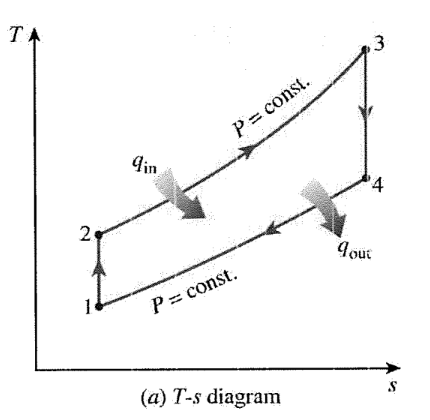 T
3
P = const.
q_in
4
2
q_out
1
P = const.
s
(a) T-s diagram